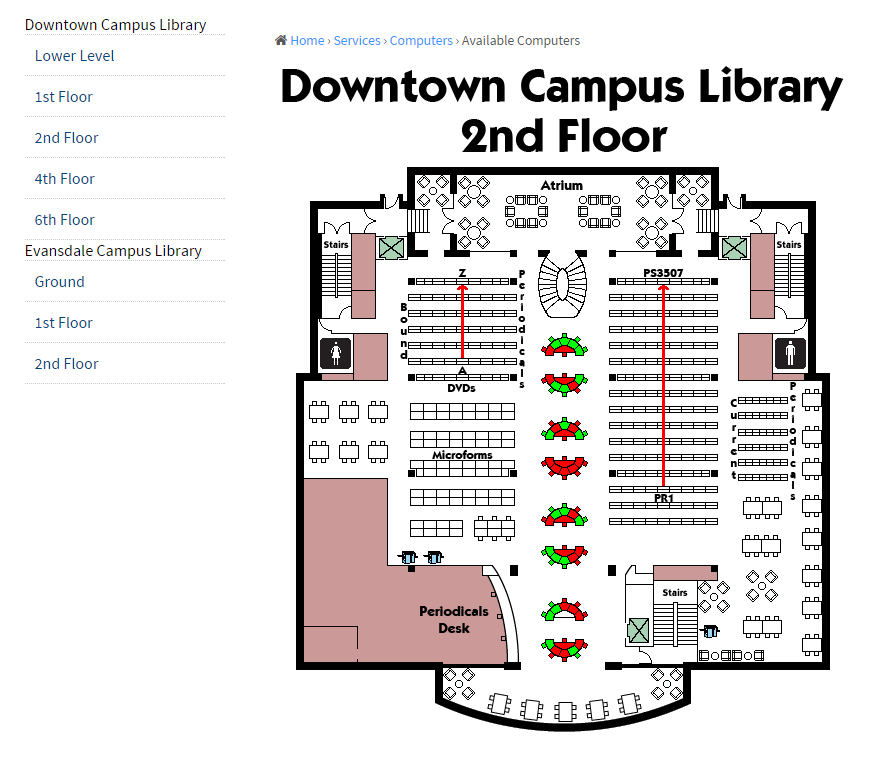 Downtown Campus Library
Lower Level
1st Floor
2nd Floor
4th Floor
6th Floor
Evansdale Campus Library
Ground
1st Floor
2nd Floor
Home › Services › Computers › Available Computers
Downtown Campus Library
2nd Floor
Atrium
Stairs
Stairs
Z
PS3507
Bound
Periodicals
A
DVDs
Current
Periodicals
Microforms
PR1
Stairs
Periodicals
Desk